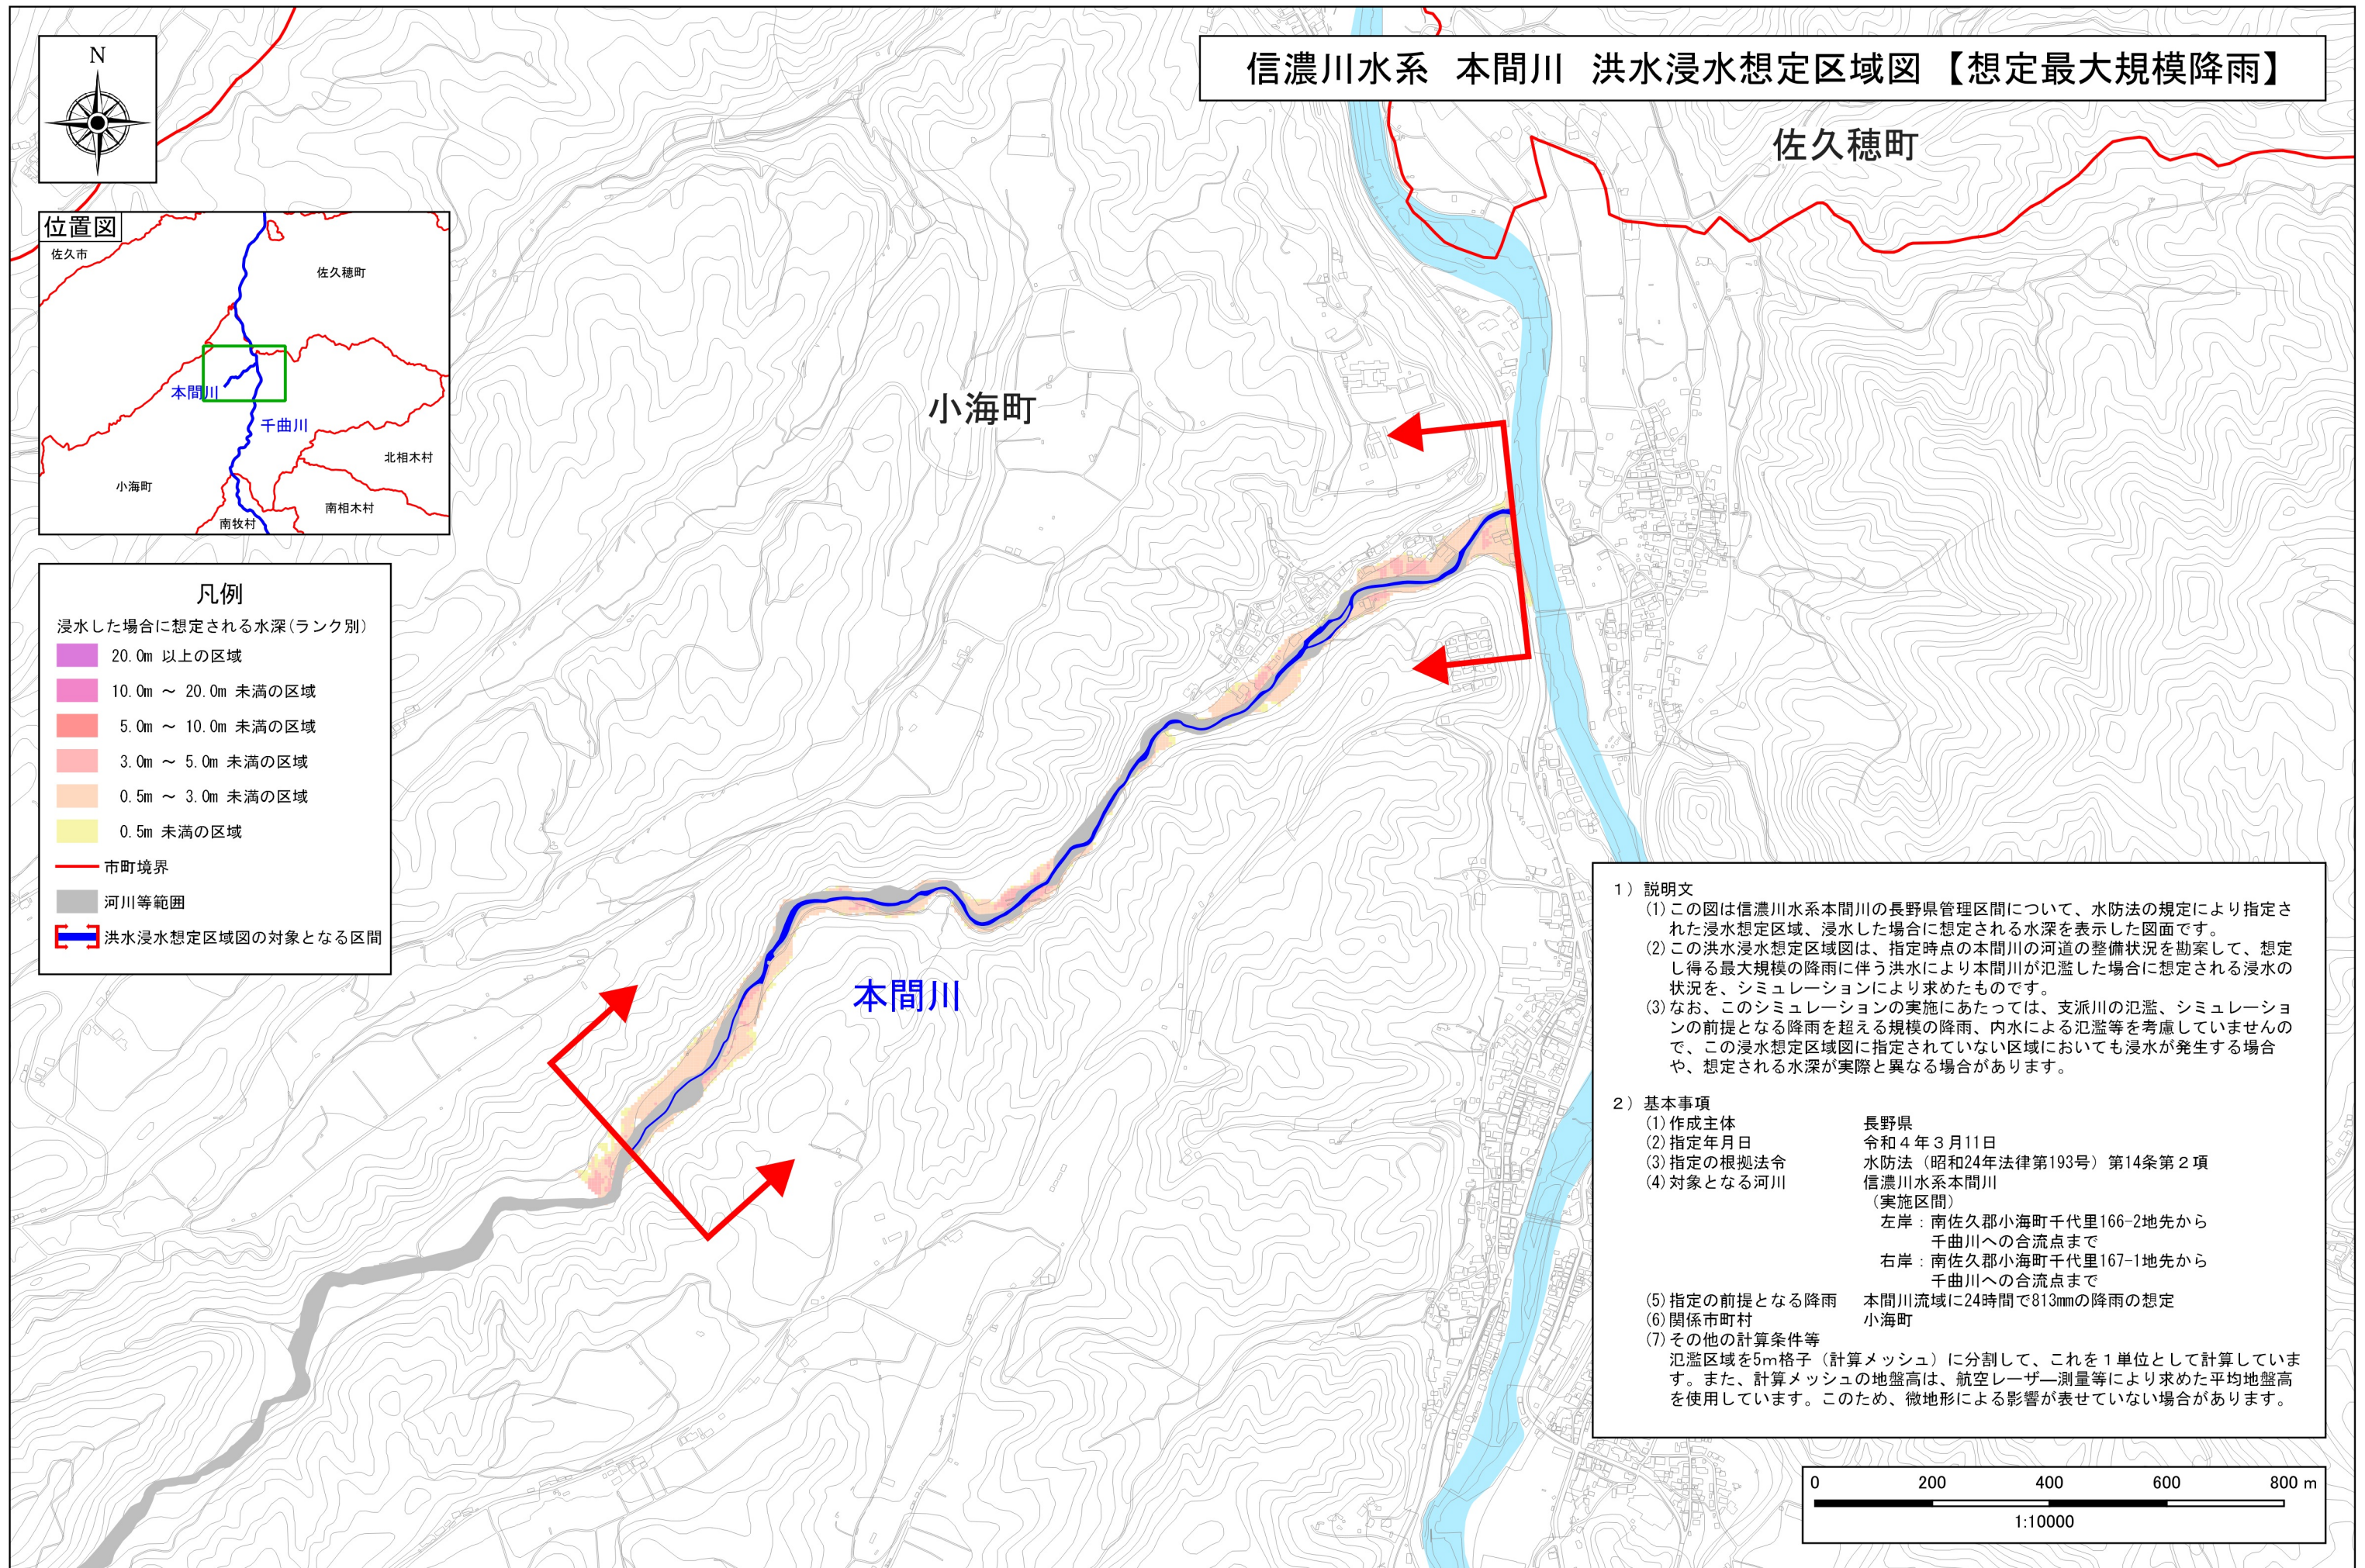 信濃川水系 本間川 洪水浸水想定区域図【想定最大規模降雨】
N
佐久穂町
位置図
佐久市
佐久穂町
本間川
千曲川
北相木村
小海町
南相木村
南牧村
小海町
凡例
浸水した場合に想定される水深(ランク別)
20.0m 以上の区域
10.0m ～ 20.0m 未満の区域
5.0m ～ 10.0m 未満の区域
3.0m ～ 5.0m 未満の区域
0.5m ～ 3.0m 未満の区域
0.5m 未満の区域
市町境界
河川等範囲
洪水浸水想定区域図の対象となる区間
本間川
１）説明文
(1)この図は信濃川水系本間川の長野県管理区間について、水防法の規定により指定さ
れた浸水想定区域、浸水した場合に想定される水深を表示した図面です。
(2)この洪水浸水想定区域図は、指定時点の本間川の河道の整備状況を勘案して、想定
し得る最大規模の降雨に伴う洪水により本間川が氾濫した場合に想定される浸水の
状況を、シミュレーションにより求めたものです。
(3)なお、このシミュレーションの実施にあたっては、支派川の氾濫、シミュレーショ
ンの前提となる降雨を超える規模の降雨、内水による氾濫等を考慮していませんの
で、この浸水想定区域図に指定されていない区域においても浸水が発生する場合
や、想定される水深が実際と異なる場合があります。
２）基本事項
(1)作成主体 長野県
(2)指定年月日 令和４年３月11日
(3)指定の根拠法令 水防法（昭和24年法律第193号）第14条第２項
(4)対象となる河川 信濃川水系本間川
（実施区間）
左岸：南佐久郡小海町千代里166-2地先から
千曲川への合流点まで
右岸：南佐久郡小海町千代里167-1地先から
千曲川への合流点まで
(5)指定の前提となる降雨 本間川流域に24時間で813mmの降雨の想定
(6)関係市町村 小海町
(7)その他の計算条件等
氾濫区域を5m格子（計算メッシュ）に分割して、これを１単位として計算していま
す。また、計算メッシュの地盤高は、航空レーザ―測量等により求めた平均地盤高
を使用しています。このため、微地形による影響が表せていない場合があります。
0 200 400 600 800 m
1:10000